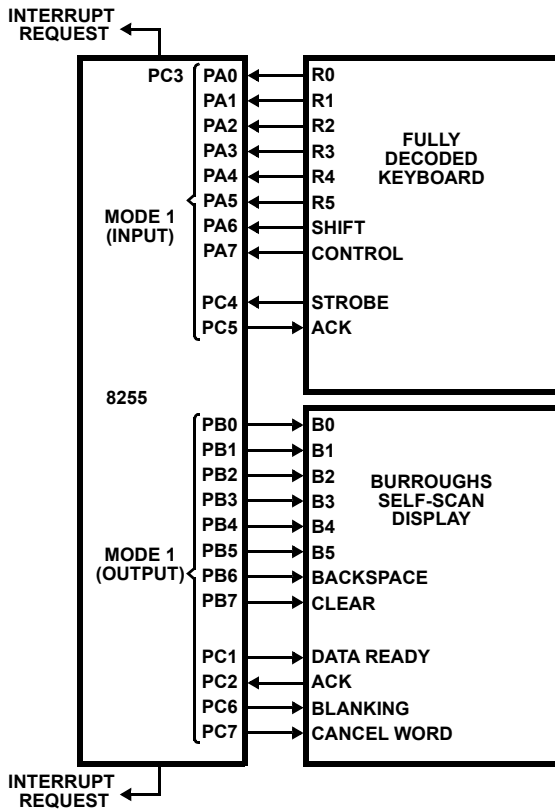 INTERRUPT
REQUEST
PC3 PA0 R0
PA1 R1
PA2 R2
PA3 R3
PA4 R4
PA5 R5
PA6 SHIFT
PA7 CONTROL
PC4 STROBE
PC5 ACK
MODE 1
(INPUT)
FULLY
DECODED
KEYBOARD
8255
PB0 B0
PB1 B1
PB2 B2
PB3 B3
PB4 B4
PB5 B5
PB6 BACKSPACE
PB7 CLEAR
PC1 DATA READY
PC2 ACK
PC6 BLANKING
PC7 CANCEL WORD
MODE 1
(OUTPUT)
BURROUGHS
SELF-SCAN
DISPLAY
INTERRUPT
REQUEST